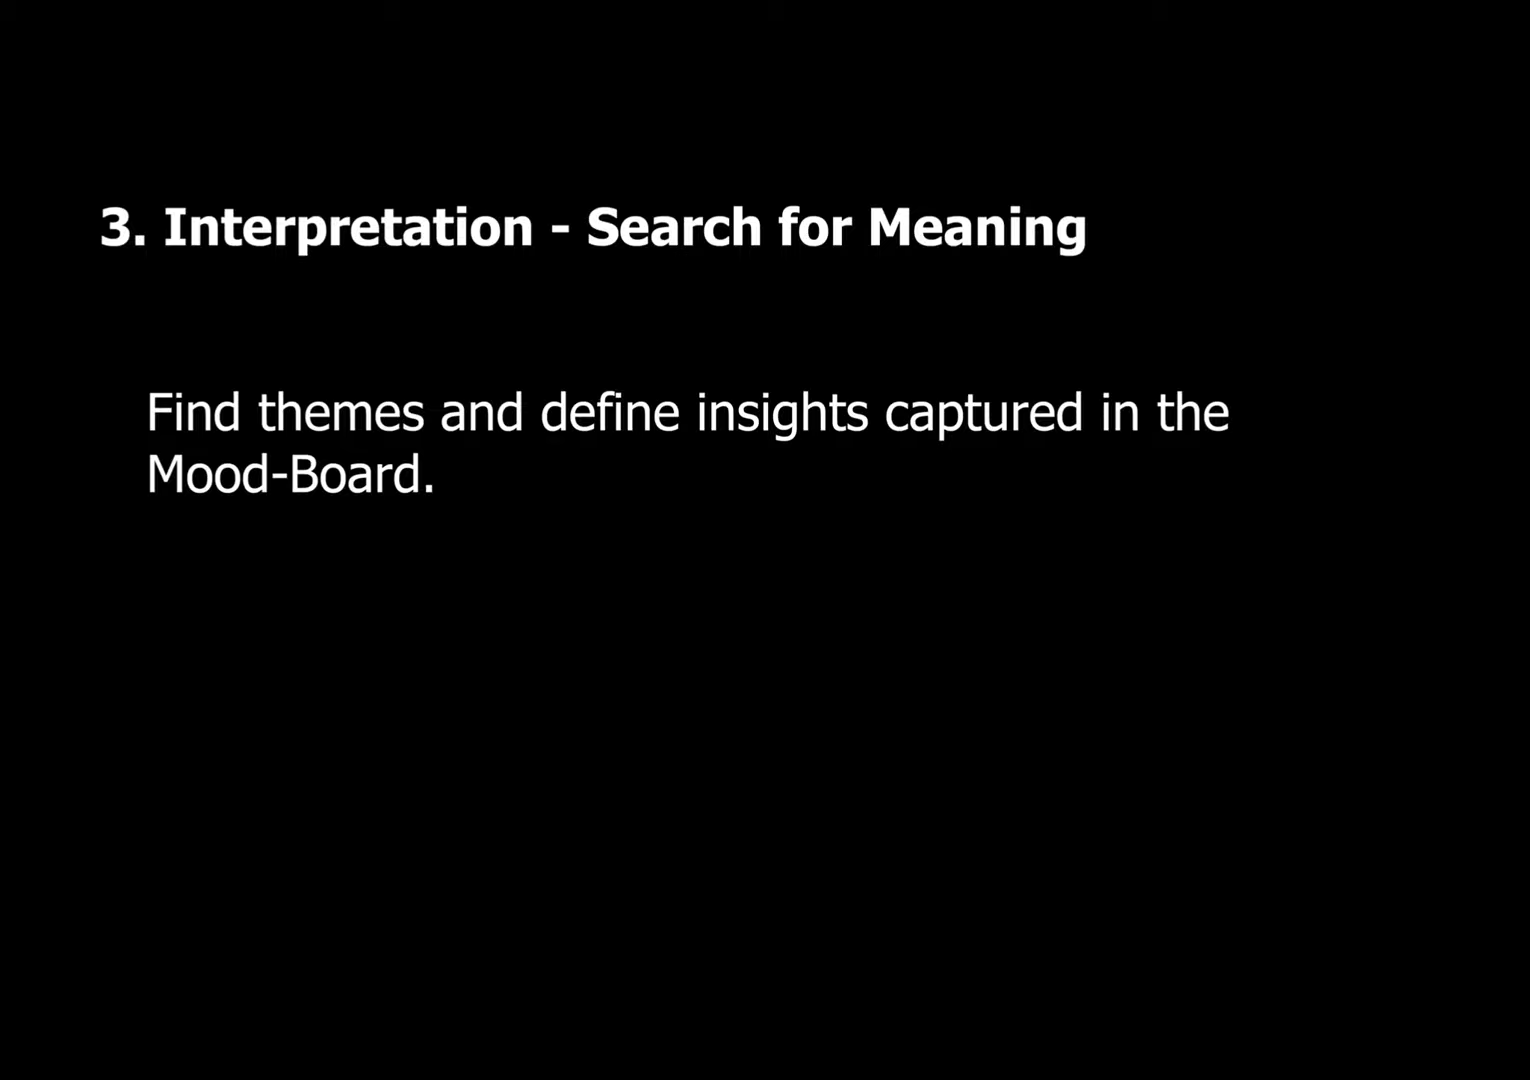 3. Interpretation - Search for Meaning
Find themes and define insights captured in the
Mood-Board.